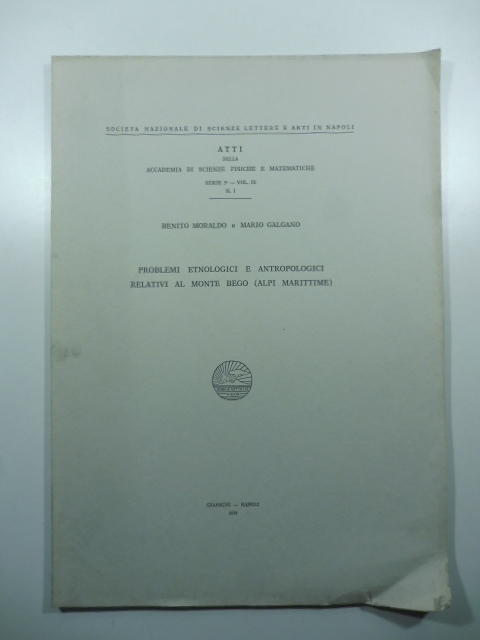 SOCIETÀ NAZIONALE DI SCIENZE LETTERE E ARTI IN NAPOLI
ATTI
DELLA
ACCADEMIA DI SCIENZE FISICHE E MATEMATICHE
SERIE 3ª — VOL. IX
N. 1
BENITO MORALDO e MARIO GALGANO
PROBLEMI ETNOLOGICI E ANTROPOLOGICI
RELATIVI AL MONTE BEGO (ALPI MARITTIME)
GIANNINI — NAPOLI